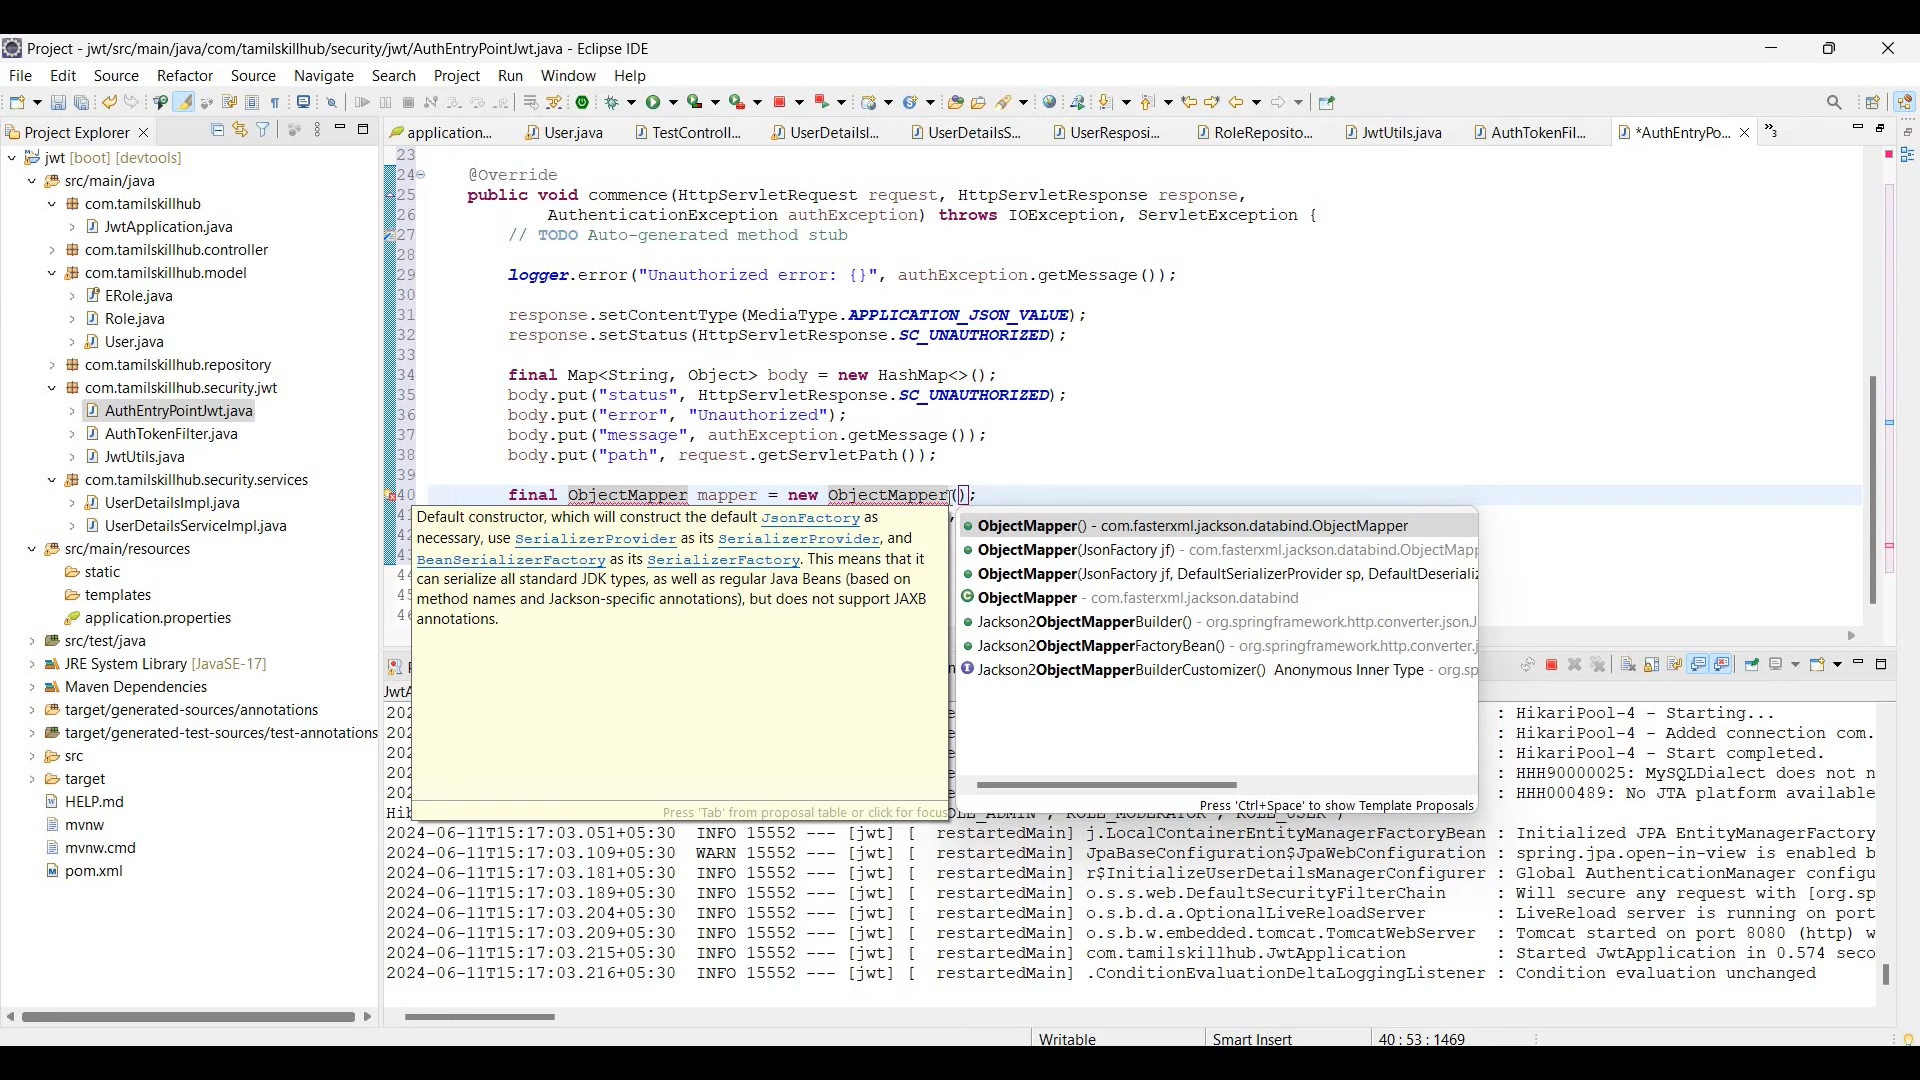 Project - jwt/src/main/java/com/tamilskillhub/security/jwt/AuthEntryPointJwt.java - Eclipse IDE
File Edit Source Refactor Source Navigate Search Project Run Window Help
Project Explorer
application...
User.java
TestControll...
UserDetailsI...
UserDetailsS...
UserResposi...
RoleReposito...
JwtUtils.java
AuthTokenFil...
*AuthEntryPo...
»3
jwt [boot] [devtools]
src/main/java
com.tamilskillhub
JwtApplication.java
com.tamilskillhub.controller
com.tamilskillhub.model
ERole.java
Role.java
User.java
com.tamilskillhub.repository
com.tamilskillhub.security.jwt
AuthEntryPointJwt.java
AuthTokenFilter.java
JwtUtils.java
com.tamilskillhub.security.services
UserDetailsImpl.java
UserDetailsServiceImpl.java
src/main/resources
static
templates
application.properties
src/test/java
JRE System Library [JavaSE-17]
Maven Dependencies
target/generated-sources/annotations
target/generated-test-sources/test-annotations
src
target
HELP.md
mvnw
mvnw.cmd
pom.xml
23
24 @Override
25 public void commence(HttpServletRequest request, HttpServletResponse response,
26 AuthenticationException authException) throws IOException, ServletException {
27 // TODO Auto-generated method stub
28
29 logger.error("Unauthorized error: {}", authException.getMessage());
30
31 response.setContentType(MediaType.APPLICATION_JSON_VALUE);
32 response.setStatus(HttpServletResponse.SC_UNAUTHORIZED);
33
34 final Map<String, Object> body = new HashMap<>();
35 body.put("status", HttpServletResponse.SC_UNAUTHORIZED);
36 body.put("error", "Unauthorized");
37 body.put("message", authException.getMessage());
38 body.put("path", request.getServletPath());
39
40 final ObjectMapper mapper = new ObjectMapper();
Default constructor, which will construct the default JsonFactory as
necessary, use SerializerProvider as its SerializerProvider, and
BeanSerializerFactory as its SerializerFactory. This means that it
can serialize all standard JDK types, as well as regular Java Beans (based on
method names and Jackson-specific annotations), but does not support JAXB
annotations.
Press 'Tab' from proposal table or click for focus
ObjectMapper() - com.fasterxml.jackson.databind.ObjectMapper
ObjectMapper(JsonFactory jf) - com.fasterxml.jackson.databind.ObjectMapp
ObjectMapper(JsonFactory jf, DefaultSerializerProvider sp, DefaultDeserializ
ObjectMapper - com.fasterxml.jackson.databind
Jackson2ObjectMapperBuilder() - org.springframework.http.converter.json.J
Jackson2ObjectMapperFactoryBean() - org.springframework.http.converter.j
Jackson2ObjectMapperBuilderCustomizer() Anonymous Inner Type - org.sp
Press 'Ctrl+Space' to show Template Proposals
JwtA
202 : HikariPool-4 - Starting...
202 : HikariPool-4 - Added connection com.
202 : HikariPool-4 - Start completed.
202 : HHH90000025: MySQLDialect does not n
202 : HHH000489: No JTA platform available
Hib
2024-06-11T15:17:03.051+05:30 INFO 15552 --- [jwt] [ restartedMain] j.LocalContainerEntityManagerFactoryBean : Initialized JPA EntityManagerFactory
2024-06-11T15:17:03.109+05:30 WARN 15552 --- [jwt] [ restartedMain] JpaBaseConfiguration$JpaWebConfiguration : spring.jpa.open-in-view is enabled b
2024-06-11T15:17:03.181+05:30 INFO 15552 --- [jwt] [ restartedMain] r$InitializeUserDetailsManagerConfigurer : Global AuthenticationManager configu
2024-06-11T15:17:03.189+05:30 INFO 15552 --- [jwt] [ restartedMain] o.s.s.web.DefaultSecurityFilterChain : Will secure any request with [org.sp
2024-06-11T15:17:03.204+05:30 INFO 15552 --- [jwt] [ restartedMain] o.s.b.d.a.OptionalLiveReloadServer : LiveReload server is running on port
2024-06-11T15:17:03.209+05:30 INFO 15552 --- [jwt] [ restartedMain] o.s.b.w.embedded.tomcat.TomcatWebServer : Tomcat started on port 8080 (http) w
2024-06-11T15:17:03.215+05:30 INFO 15552 --- [jwt] [ restartedMain] com.tamilskillhub.JwtApplication : Started JwtApplication in 0.574 seco
2024-06-11T15:17:03.216+05:30 INFO 15552 --- [jwt] [ restartedMain] .ConditionEvaluationDeltaLoggingListener : Condition evaluation unchanged
Writable Smart Insert 40 : 53 : 1469